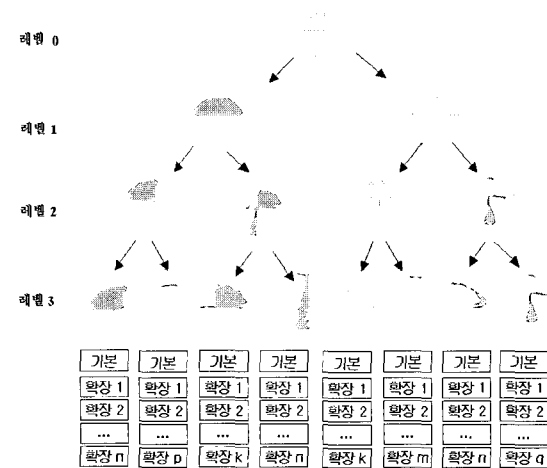 레벨 0
레벨 1
레벨 2
레벨 3
기본 기본 기본 기본 기본 기본 기본 기본
확장 1 확장 1 확장 1 확장 1 확장 1 확장 1 확장 1 확장 1
확장 2 확장 2 확장 2 확장 2 확장 2 확장 2 확장 2 확장 2
... ... ... ... ... ... ... ...
확장 n 확장 p 확장 k 확장 n 확장 k 확장 m 확장 n 확장 q